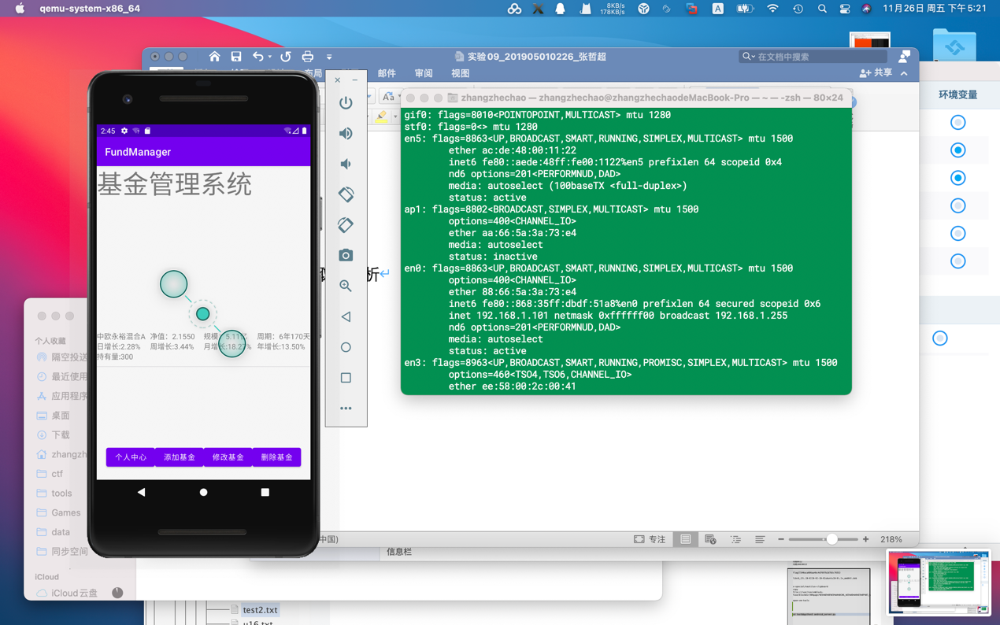 qemu-system-x86_64
8KB/s
178KB/s
A
11月26日 周五 下午5:21
实验09_201905010226_张哲超
在文档中搜索
布局
邮件
审阅
视图
共享
Aa
环境变量
2:45
FundManager
基金管理系统
中欧永裕混合A 净值: 2.1550 规模: 5.11亿 周期: 6年170天
日增长:2.28% 周增长:3.44% 月增长:18.27% 年增长:13.50%
持有量:300
个人中心
添加基金
修改基金
删除基金
析
zhangzhechao — zhangzhechao@zhangzhechaodeMacBook-Pro — ~ — -zsh — 80×24
gif0: flags=8010<POINTOPOINT,MULTICAST> mtu 1280
stf0: flags=0<> mtu 1280
en5: flags=8863<UP,BROADCAST,SMART,RUNNING,SIMPLEX,MULTICAST> mtu 1500
ether ac:de:48:00:11:22
inet6 fe80::aede:48ff:fe00:1122%en5 prefixlen 64 scopeid 0x4
nd6 options=201<PERFORMNUD,DAD>
media: autoselect (100baseTX <full-duplex>)
status: active
ap1: flags=8802<BROADCAST,SIMPLEX,MULTICAST> mtu 1500
options=400<CHANNEL_IO>
ether aa:66:5a:3a:73:e4
media: autoselect
status: inactive
en0: flags=8863<UP,BROADCAST,SMART,RUNNING,SIMPLEX,MULTICAST> mtu 1500
options=400<CHANNEL_IO>
ether 88:66:5a:3a:73:e4
inet6 fe80::868:35ff:dbdf:51a8%en0 prefixlen 64 secured scopeid 0x6
inet 192.168.1.101 netmask 0xffffff00 broadcast 192.168.1.255
nd6 options=201<PERFORMNUD,DAD>
media: autoselect
status: active
en3: flags=8963<UP,BROADCAST,SMART,RUNNING,PROMISC,SIMPLEX,MULTICAST> mtu 1500
options=460<TSO4,TSO6,CHANNEL_IO>
ether ee:58:00:2c:00:41
个人收藏
隔空投送
最近使用
应用程序
桌面
下载
zhangzh
ctf
tools
Games
data
同步空间
iCloud
iCloud云盘
中国)
专注
218%
信息栏
test2.txt
u16.txt